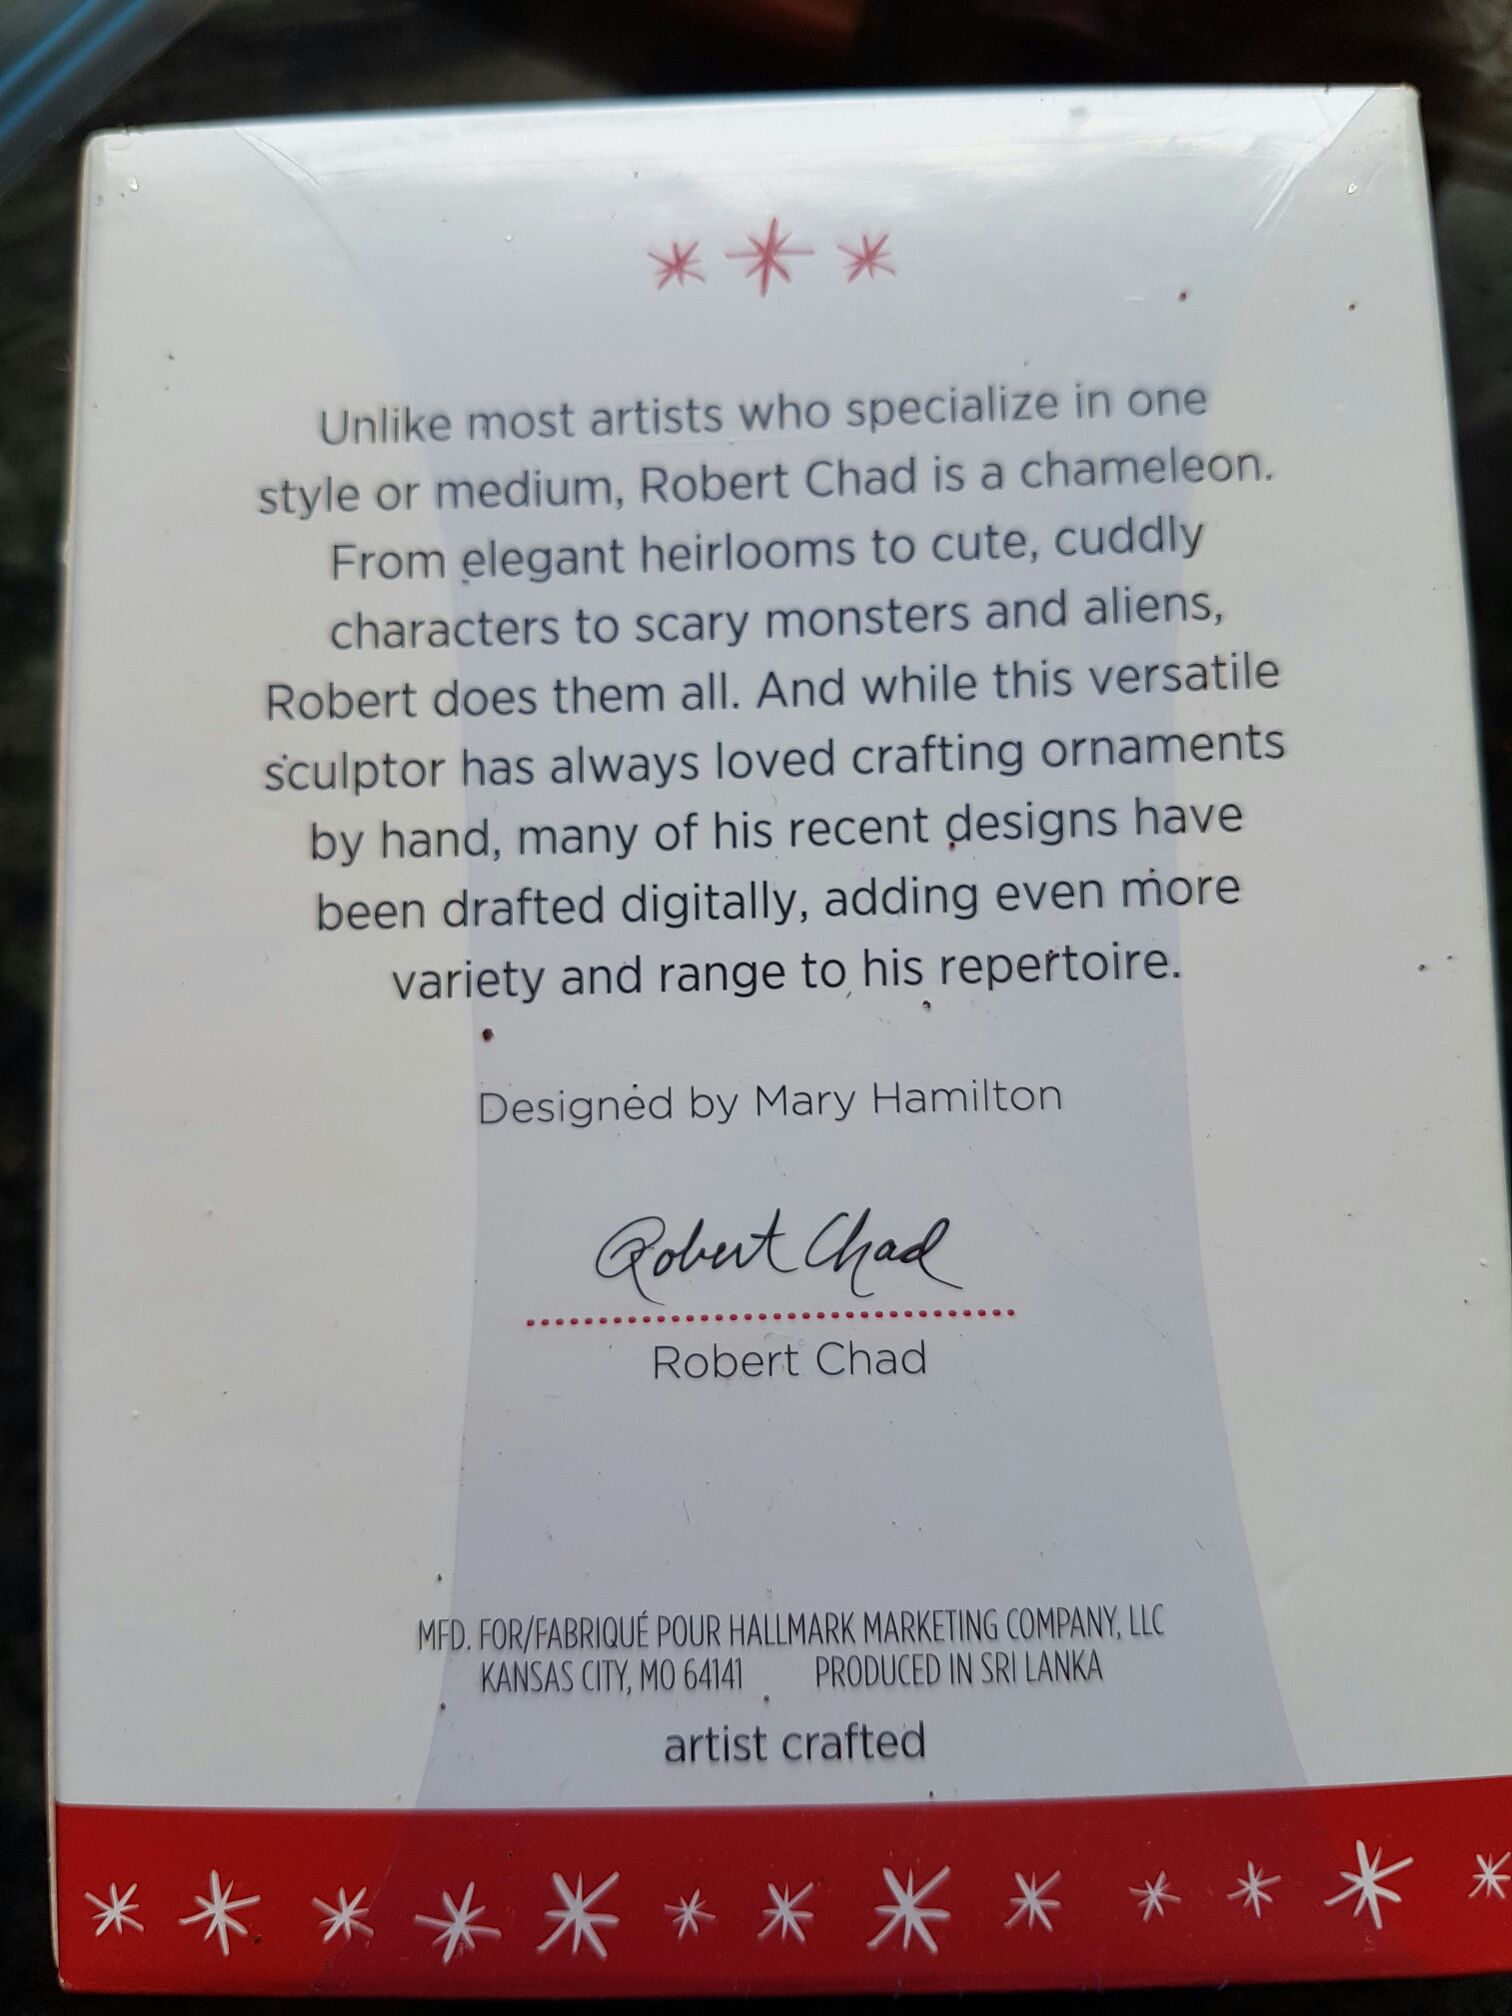 Unlike most artists who specialize in one
style or medium, Robert Chad is a chameleon.
From elegant heirlooms to cute, cuddly
characters to scary monsters and aliens,
Robert does them all. And while this versatile
sculptor has always loved crafting ornaments
by hand, many of his recent designs have
been drafted digitally, adding even more
variety and range to his repertoire.
Designed by Mary Hamilton
Robert Chad
Robert Chad
MFD. FOR/FABRIQUÉ POUR HALLMARK MARKETING COMPANY, LLC
KANSAS CITY, MO 64141 PRODUCED IN SRI LANKA
artist crafted